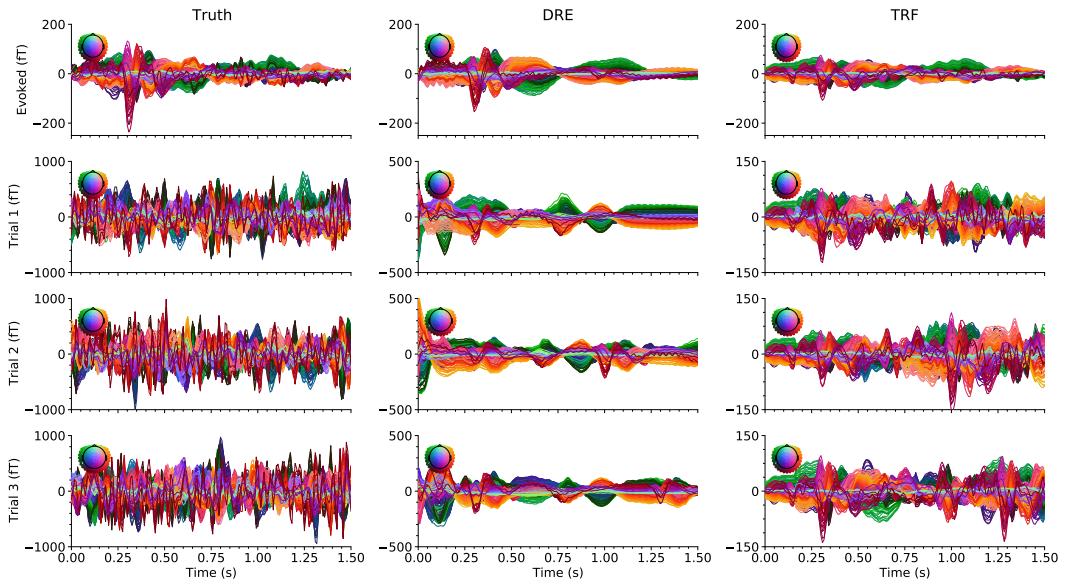 Truth DRE TRF
Evoked (fT) 200 0 −200 200 0 −200 200 0 −200
Trial 1 (fT) 1000 0 −1000 500 0 −500 150 0 −150
Trial 2 (fT) 1000 0 −1000 500 0 −500 150 0 −150
Trial 3 (fT) 1000 0 −1000 500 0 −500 150 0 −150
0.00 0.25 0.50 0.75 1.00 1.25 1.50 0.00 0.25 0.50 0.75 1.00 1.25 1.50 0.00 0.25 0.50 0.75 1.00 1.25 1.50
Time (s) Time (s) Time (s)